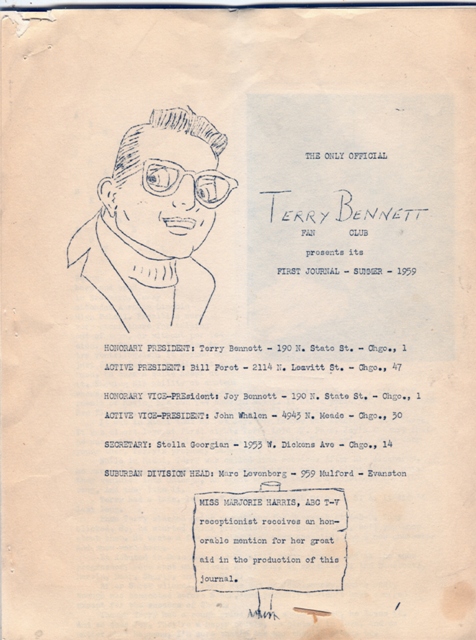 THE ONLY OFFICIAL
TERRY BENNETT
FAN CLUB
presents its
FIRST JOURNAL - SUMMER - 1959
HONORARY PRESIDENT: Terry Bennett - 190 N. State St. - Chgo., 1
ACTIVE PRESIDENT: Bill Ferot - 2114 N. Leavitt St. - Chgo., 47
HONORARY VICE-PREsident: Joy Bennett - 190 N. State St. - Chgo., 1
ACTIVE VICE-PRESIDENT: John Whalen - 4943 N. Meade - Chgo., 30
SECRETARY: Stella Georgian - 1953 W. Dickens Ave - Chgo., 14
SUBURBAN DIVISION HEAD: Marc Levenberg - 959 Mulford - Evanston
MISS MARJORIE HARRIS, ABC T-V
receptionist receives an hon-
orable mention for her great
aid in the production of this
journal.